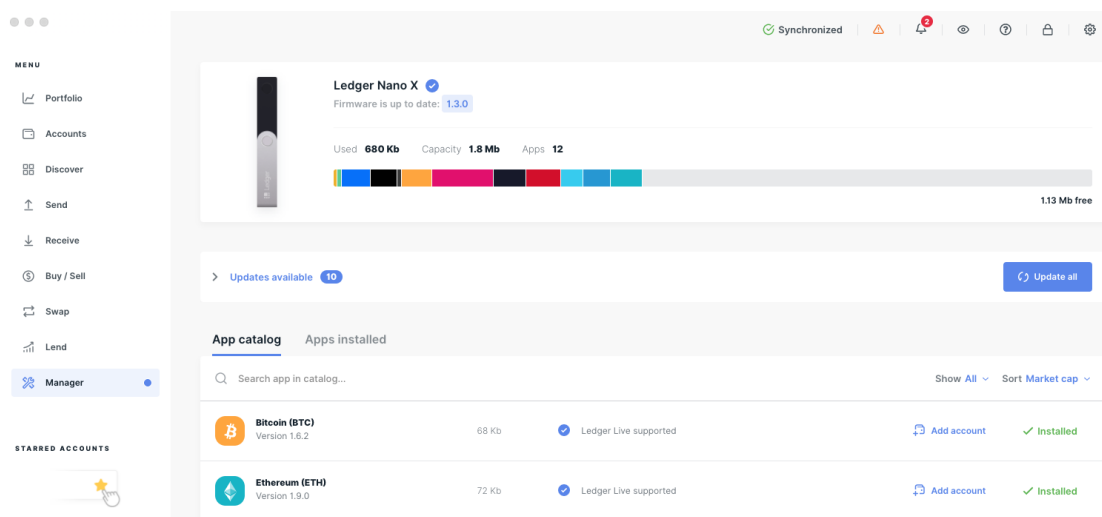 Synchronized
2
MENU
Portfolio
Accounts
Discover
Send
Receive
Buy / Sell
Swap
Lend
Manager
STARRED ACCOUNTS
Ledger Nano X
Firmware is up to date: 1.3.0
Used 680 Kb Capacity 1.8 Mb Apps 12
Ledger
1.13 Mb free
Updates available 10
Update all
App catalog Apps installed
Search app in catalog...
Show All Sort Market cap
Bitcoin (BTC)
Version 1.6.2
68 Kb
Ledger Live supported
Add account
Installed
Ethereum (ETH)
Version 1.9.0
72 Kb
Ledger Live supported
Add account
Installed